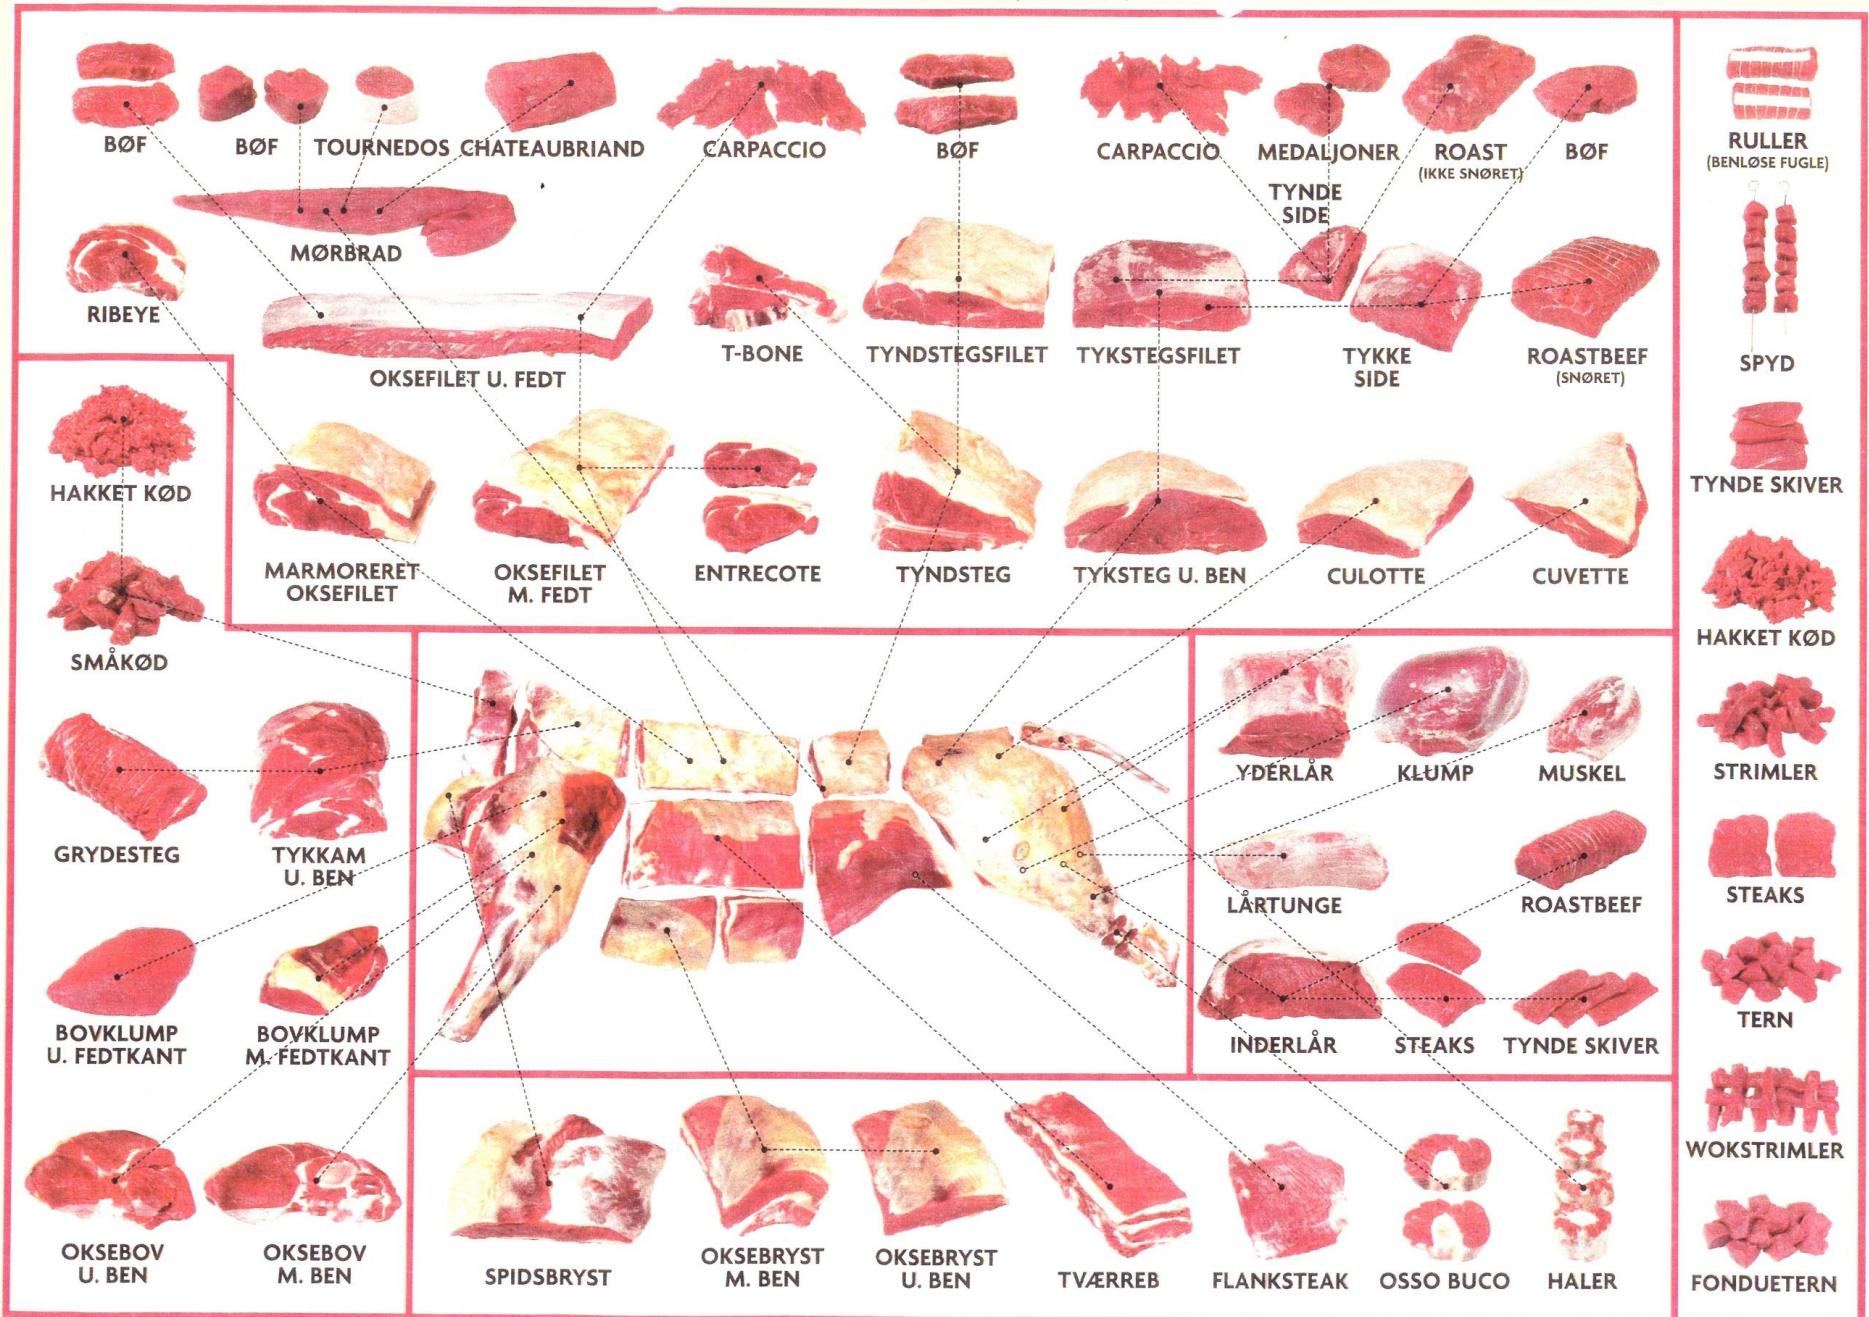 BØF
BØF
TOURNEDOS
CHATEAUBRIAND
CARPACCIO
BØF
CARPACCIO
MEDALJONER
ROAST
(IKKE SNØRET)
BØF
TYNDE
SIDE
MØRBRAD
RIBEYE
OKSEFILET U. FEDT
T-BONE
TYNDSTEGSFILET
TYKSTEGSFILET
TYKKE
SIDE
ROASTBEEF
(SNØRET)
MARMORERET
OKSEFILET
OKSEFILET
M. FEDT
ENTRECOTE
TYNDSTEG
TYKSTEG U. BEN
CULOTTE
CUVETTE
HAKKET KØD
SMÅKØD
GRYDESTEG
TYKKAM
U. BEN
BOVKLUMP
U. FEDTKANT
BOVKLUMP
M. FEDTKANT
OKSEBOV
U. BEN
OKSEBOV
M. BEN
YDERLÅR
KLUMP
MUSKEL
LÅRTUNGE
ROASTBEEF
INDERLÅR
STEAKS
TYNDE SKIVER
SPIDSBRYST
OKSEBRYST
M. BEN
OKSEBRYST
U. BEN
TVÆRREB
FLANKSTEAK
OSSO BUCO
HALER
RULLER
(BENLØSE FUGLE)
SPYD
TYNDE SKIVER
HAKKET KØD
STRIMLER
STEAKS
TERN
WOKSTRIMLER
FONDUETERN